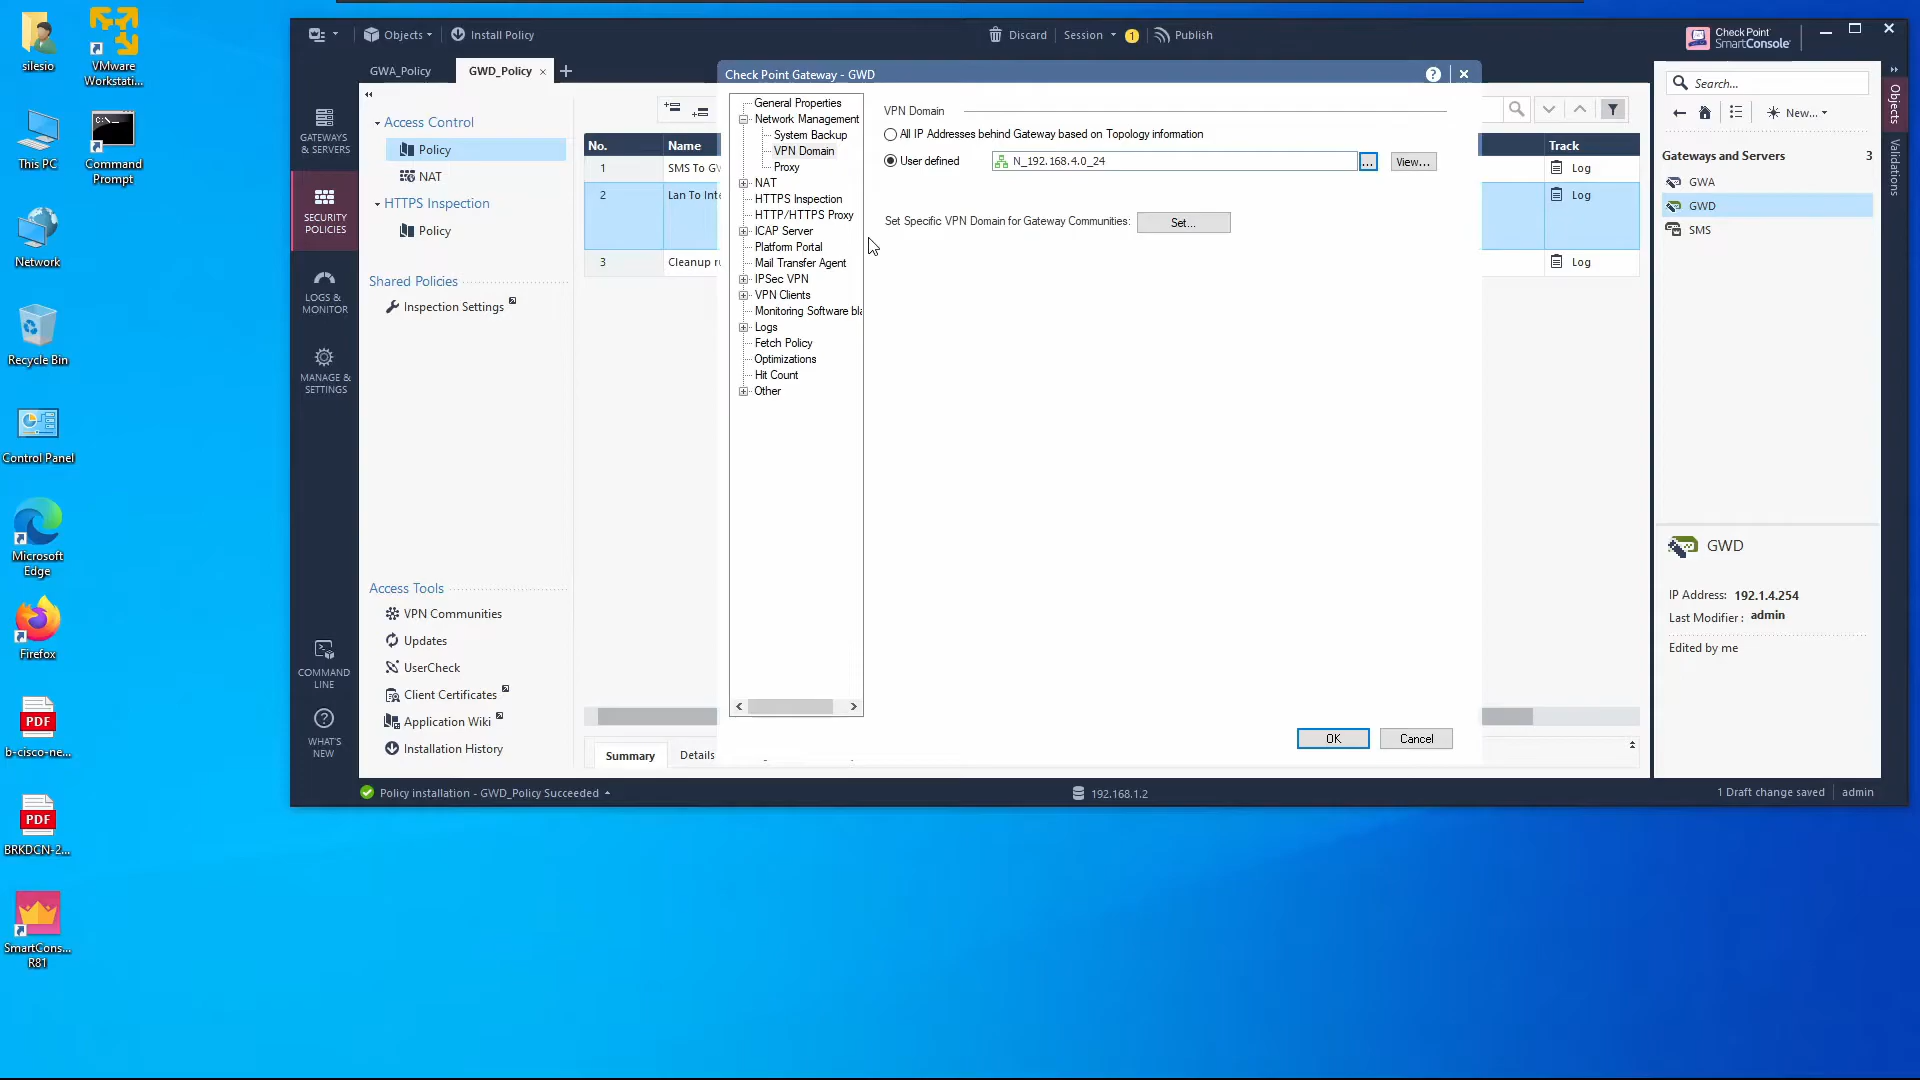 silesio
VMware
Workstati...
This PC
Command
Prompt
Network
Recycle Bin
Control Panel
Microsoft
Edge
Firefox
PDF
b-cisco-ne...
PDF
BRKDCN-2...
SmartCons...
R81
Objects
Install Policy
Discard
Session
1
Publish
Check Point
SmartConsole
GWA_Policy
GWD_Policy
GATEWAYS
& SERVERS
SECURITY
POLICIES
LOGS &
MONITOR
MANAGE &
SETTINGS
COMMAND
LINE
WHAT'S
NEW
Access Control
Policy
NAT
HTTPS Inspection
Policy
Shared Policies
Inspection Settings
Access Tools
VPN Communities
Updates
UserCheck
Client Certificates
Application Wiki
Installation History
No.
Name
Track
1
SMS To GW
Log
2
Lan To Inte
Log
3
Cleanup ru
Log
Summary
Details
Check Point Gateway - GWD
General Properties
Network Management
System Backup
VPN Domain
Proxy
NAT
HTTPS Inspection
HTTP/HTTPS Proxy
ICAP Server
Platform Portal
Mail Transfer Agent
IPSec VPN
VPN Clients
Monitoring Software bla
Logs
Fetch Policy
Optimizations
Hit Count
Other
VPN Domain
All IP Addresses behind Gateway based on Topology information
User defined
N_192.168.4.0_24
...
View...
Set Specific VPN Domain for Gateway Communities:
Set...
OK
Cancel
Search...
New...
Gateways and Servers
3
GWA
GWD
SMS
GWD
IP Address: 192.1.4.254
Last Modifier : admin
Edited by me
Objects
Validations
Policy installation - GWD_Policy Succeeded
192.168.1.2
1 Draft change saved
admin